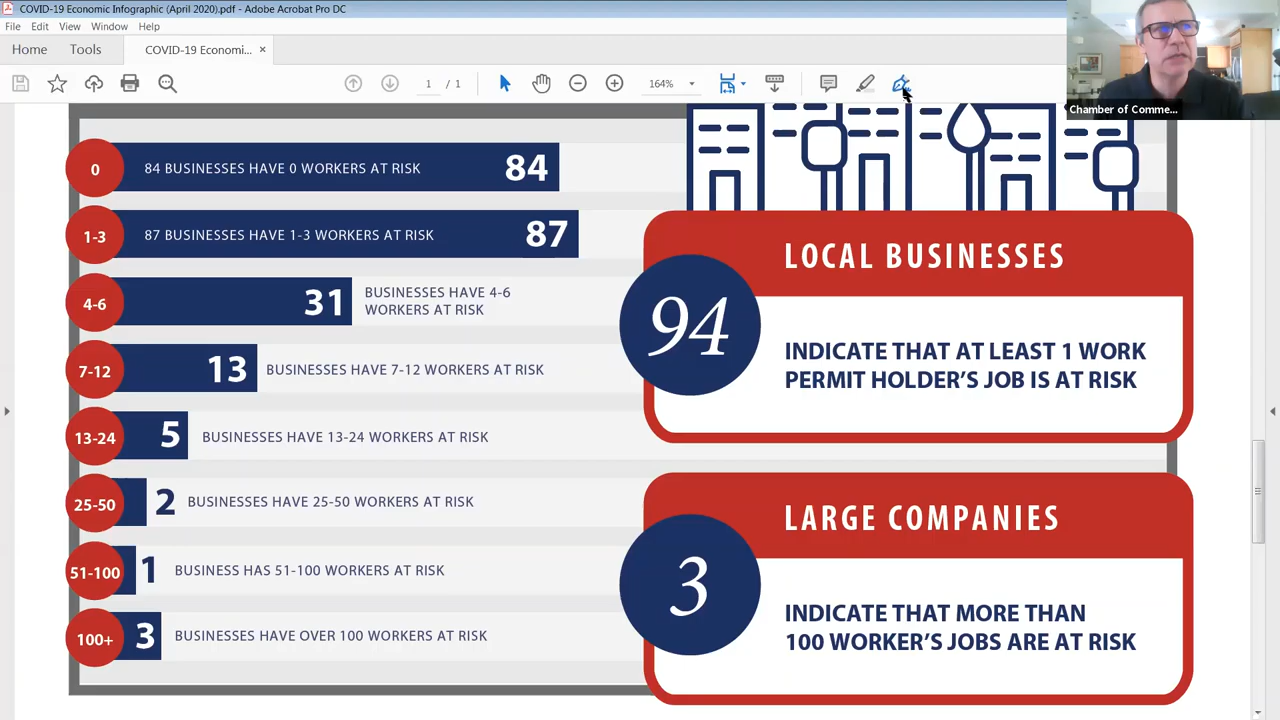 COVID-19 Economic Infographic (April 2020).pdf - Adobe Acrobat Pro DC
File Edit View Window Help
Home Tools COVID-19 Economi... ×
1 / 1 164%
Chamber of Comme...
0 84 BUSINESSES HAVE 0 WORKERS AT RISK 84
1-3 87 BUSINESSES HAVE 1-3 WORKERS AT RISK 87
4-6 31 BUSINESSES HAVE 4-6
WORKERS AT RISK
7-12 13 BUSINESSES HAVE 7-12 WORKERS AT RISK
13-24 5 BUSINESSES HAVE 13-24 WORKERS AT RISK
25-50 2 BUSINESSES HAVE 25-50 WORKERS AT RISK
51-100 1 BUSINESS HAS 51-100 WORKERS AT RISK
100+ 3 BUSINESSES HAVE OVER 100 WORKERS AT RISK
LOCAL BUSINESSES
94
INDICATE THAT AT LEAST 1 WORK
PERMIT HOLDER'S JOB IS AT RISK
LARGE COMPANIES
3
INDICATE THAT MORE THAN
100 WORKER'S JOBS ARE AT RISK